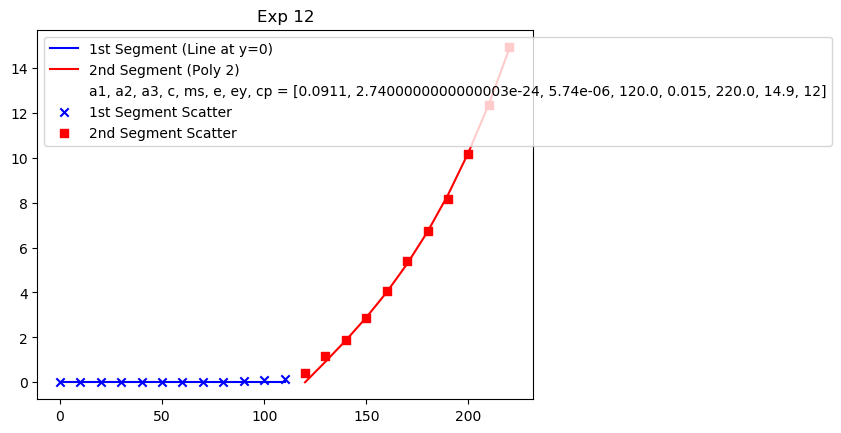 Exp 12
1st Segment (Line at y=0)
2nd Segment (Poly 2)
a1, a2, a3, c, ms, e, ey, cp = [0.0911, 2.7400000000000003e-24, 5.74e-06, 120.0, 0.015, 220.0, 14.9, 12]
1st Segment Scatter
2nd Segment Scatter
14
12
10
8
6
4
2
0
0 50 100 150 200